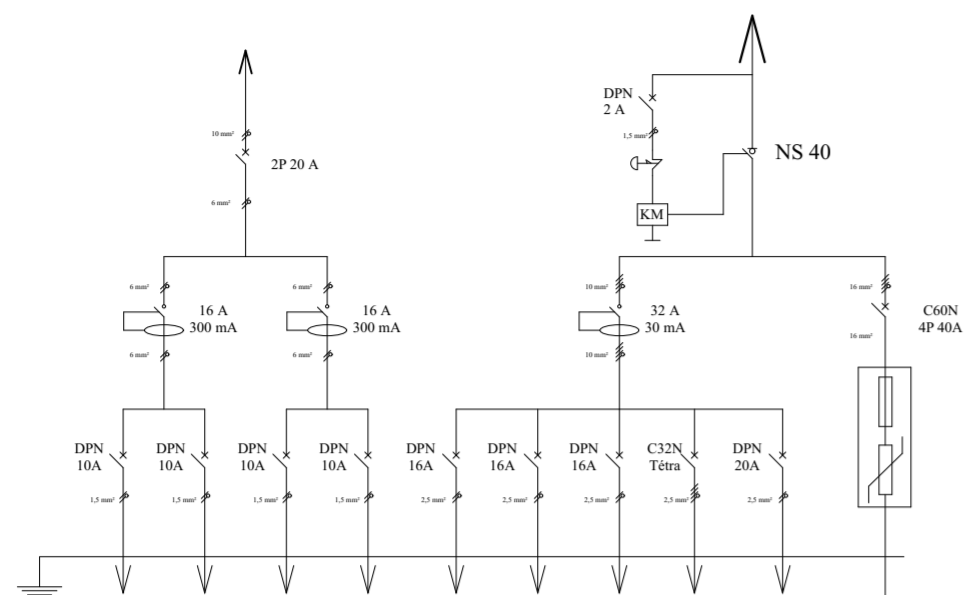 DPN
2 A
10 mm²
1,5 mm²
2P 20 A
NS 40
6 mm²
KM
6 mm²
6 mm²
10 mm²
16 mm²
16 A
300 mA
16 A
300 mA
32 A
30 mA
C60N
4P 40A
16 mm²
6 mm²
6 mm²
10 mm²
DPN
10A
DPN
10A
DPN
10A
DPN
10A
DPN
16A
DPN
16A
DPN
16A
C32N
Tétra
DPN
20A
1,5 mm²
1,5 mm²
1,5 mm²
1,5 mm²
2,5 mm²
2,5 mm²
2,5 mm²
2,5 mm²
2,5 mm²